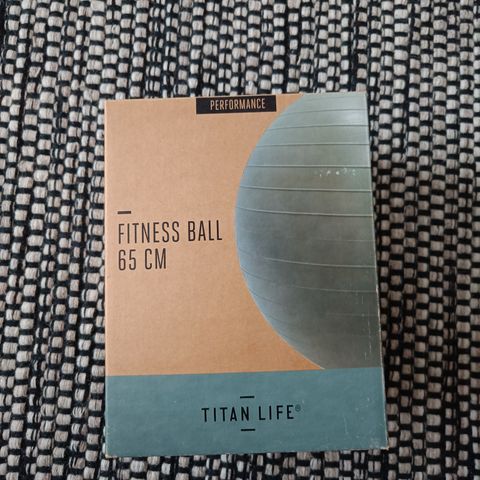 PERFORMANCE
FITNESS BALL
65 CM
TITAN LIFE®